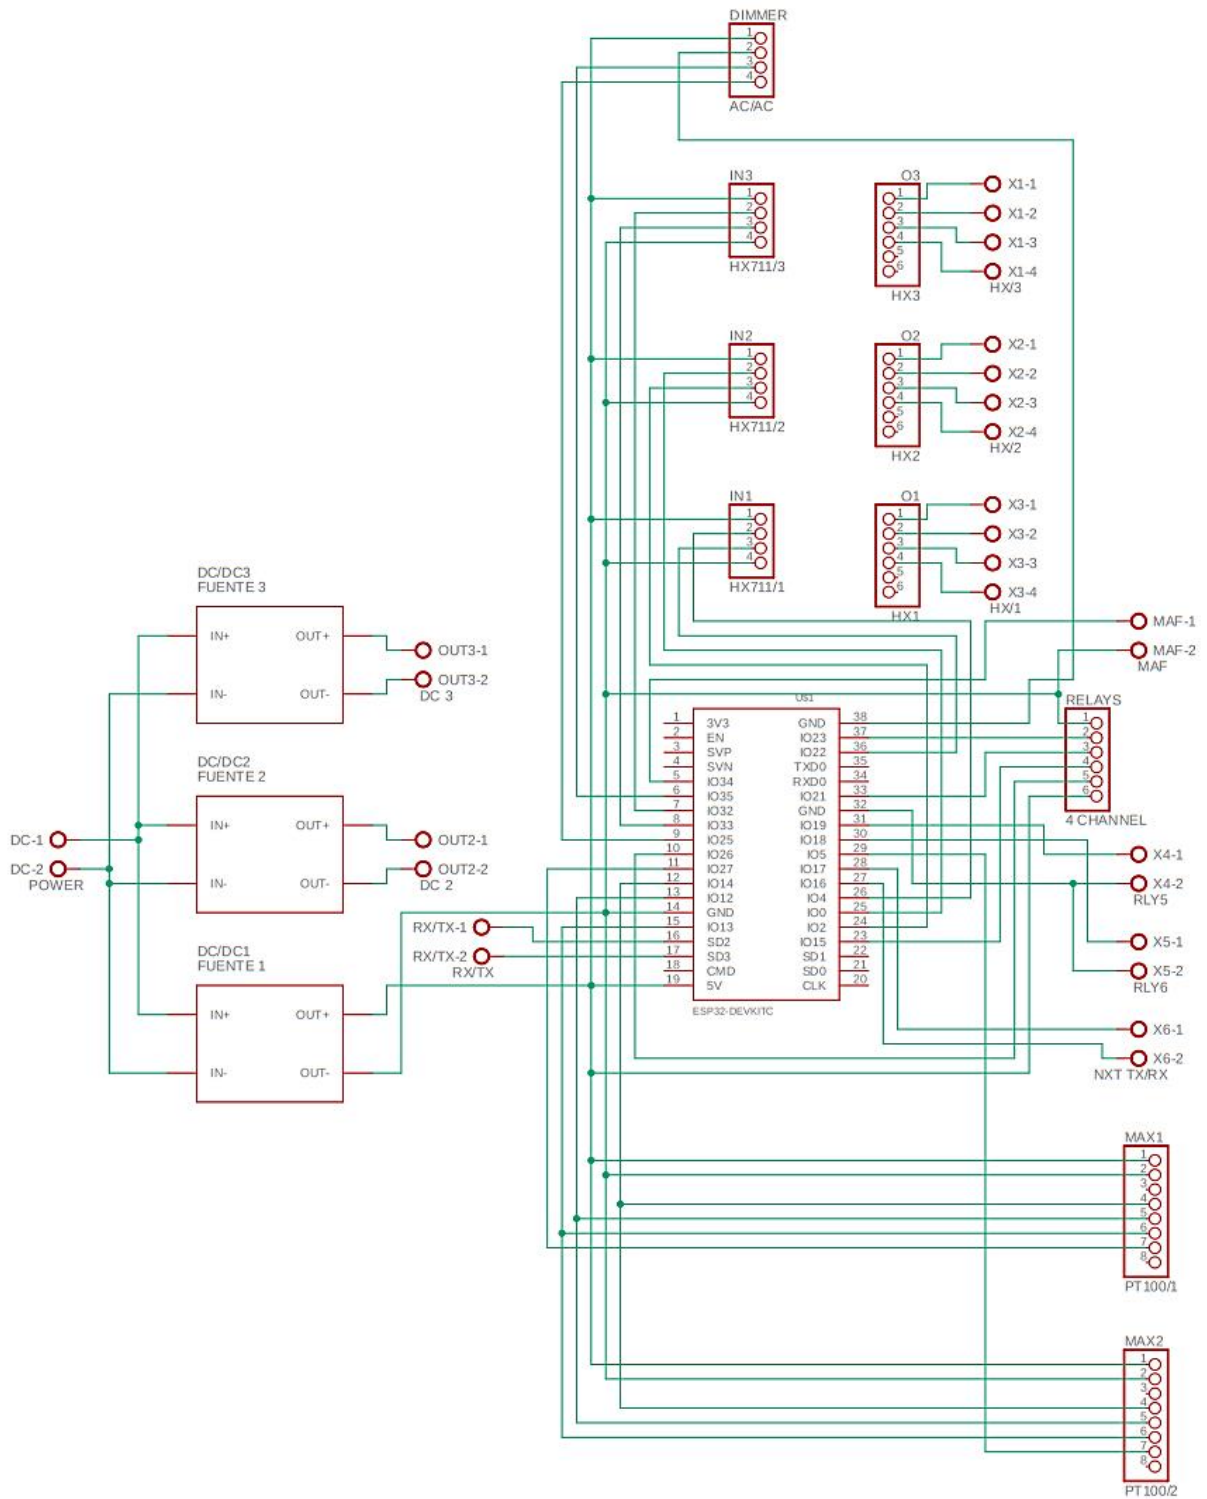 DIMMER
1
2
3
4
AC/AC
IN3
1
2
3
4
HX711/3
O3
1
2
3
4
5
6
HX3
X1-1
X1-2
X1-3
X1-4
HX/3
IN2
1
2
3
4
HX711/2
O2
1
2
3
4
5
6
HX2
X2-1
X2-2
X2-3
X2-4
HX/2
IN1
1
2
3
4
HX711/1
O1
1
2
3
4
5
6
HX1
X3-1
X3-2
X3-3
X3-4
HX/1
MAF-1
MAF-2
MAF
DC/DC3
FUENTE 3
IN+ OUT+
IN- OUT-
OUT3-1
OUT3-2
DC 3
DC/DC2
FUENTE 2
IN+ OUT+
IN- OUT-
OUT2-1
OUT2-2
DC 2
DC-1
DC-2
POWER
DC/DC1
FUENTE 1
IN+ OUT+
IN- OUT-
RX/TX-1
RX/TX-2
RX/TX
U$1
1 3V3 GND 38
2 EN IO23 37
3 SVP IO22 36
4 SVN TXD0 35
5 IO34 RXD0 34
6 IO35 IO21 33
7 IO32 GND 32
8 IO33 IO19 31
9 IO25 IO18 30
10 IO26 IO5 29
11 IO27 IO17 28
12 IO14 IO16 27
13 IO12 IO4 26
14 GND IO0 25
15 IO13 IO2 24
16 SD2 IO15 23
17 SD3 SD1 22
18 CMD SD0 21
19 5V CLK 20
ESP32-DEVKITC
RELAYS
1
2
3
4
5
6
4 CHANNEL
X4-1
X4-2
RLY5
X5-1
X5-2
RLY6
X6-1
X6-2
NXT TX/RX
MAX1
1
2
3
4
5
6
7
8
PT100/1
MAX2
1
2
3
4
5
6
7
8
PT100/2